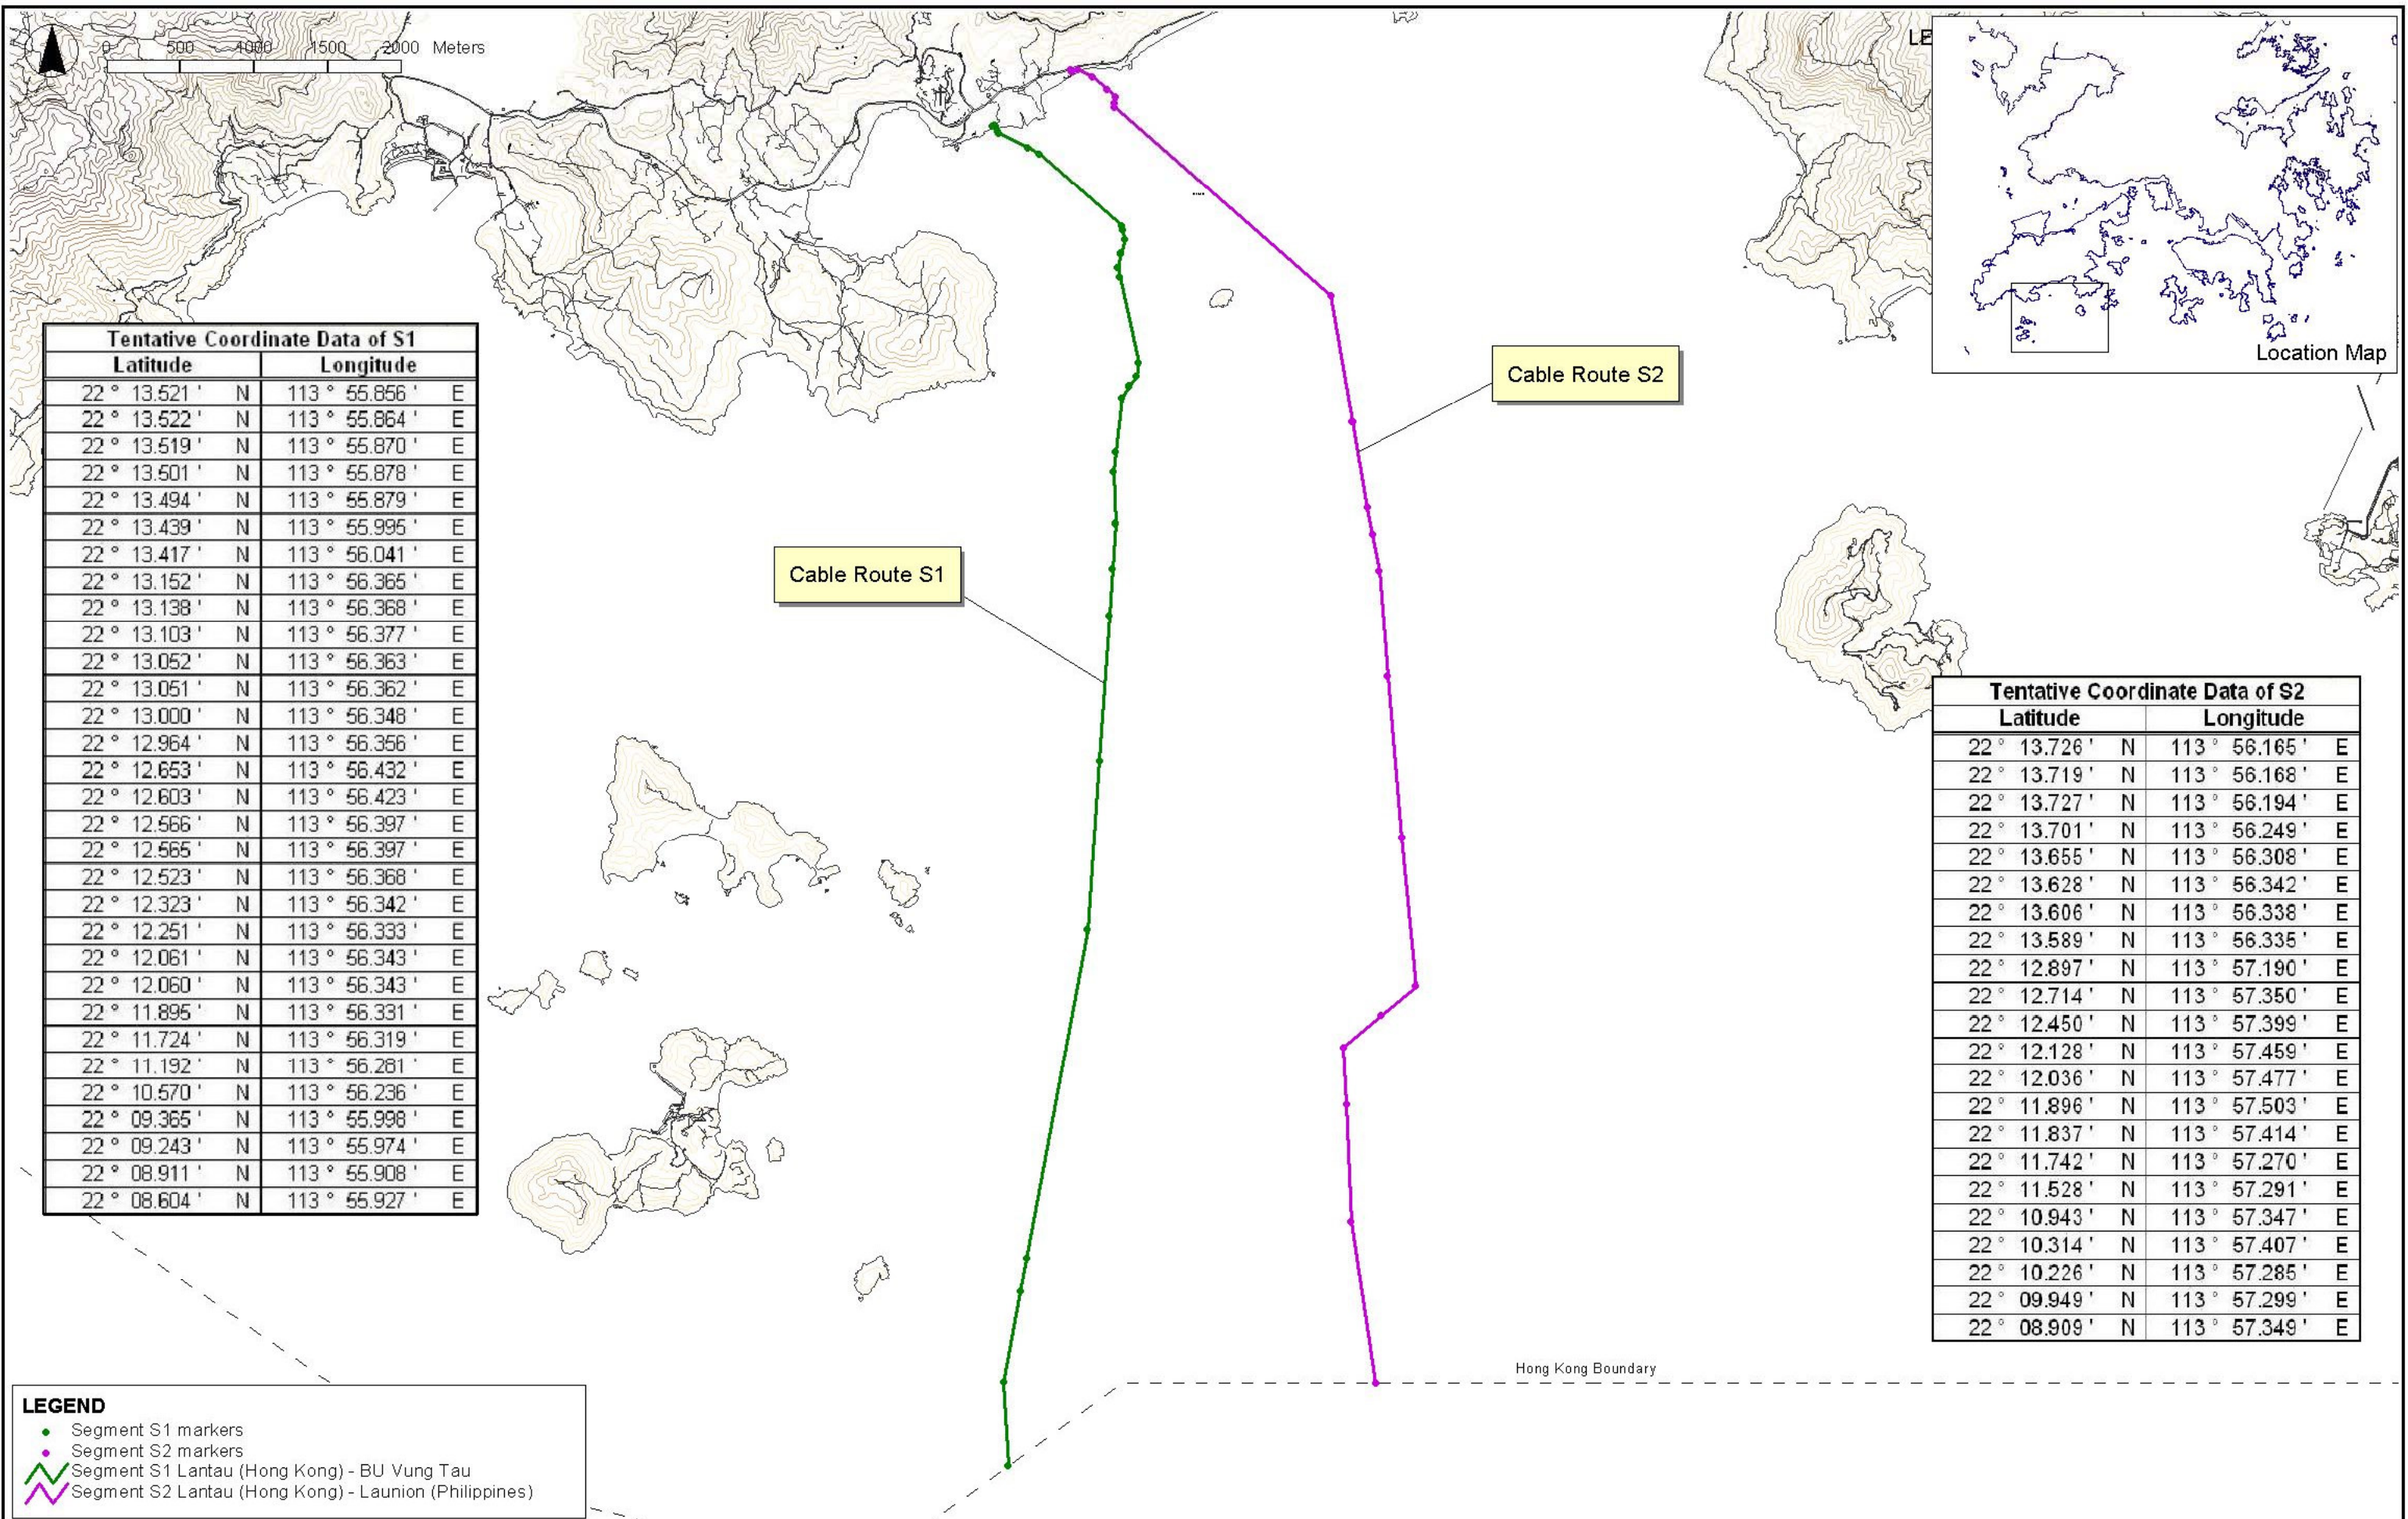 0 500 1000 1500 2000 Meters
LE
Location Map
Tentative Coordinate Data of S1
Latitude Longitude
22 ° 13.521 ' N 113 ° 55.856 ' E
22 ° 13.522 ' N 113 ° 55.864 ' E
22 ° 13.519 ' N 113 ° 55.870 ' E
22 ° 13.501 ' N 113 ° 55.878 ' E
22 ° 13.494 ' N 113 ° 55.879 ' E
22 ° 13.439 ' N 113 ° 55.995 ' E
22 ° 13.417 ' N 113 ° 56.041 ' E
22 ° 13.152 ' N 113 ° 56.365 ' E
22 ° 13.138 ' N 113 ° 56.368 ' E
22 ° 13.103 ' N 113 ° 56.377 ' E
22 ° 13.052 ' N 113 ° 56.363 ' E
22 ° 13.051 ' N 113 ° 56.362 ' E
22 ° 13.000 ' N 113 ° 56.348 ' E
22 ° 12.964 ' N 113 ° 56.356 ' E
22 ° 12.653 ' N 113 ° 56.432 ' E
22 ° 12.603 ' N 113 ° 56.423 ' E
22 ° 12.566 ' N 113 ° 56.397 ' E
22 ° 12.565 ' N 113 ° 56.397 ' E
22 ° 12.523 ' N 113 ° 56.368 ' E
22 ° 12.323 ' N 113 ° 56.342 ' E
22 ° 12.251 ' N 113 ° 56.333 ' E
22 ° 12.061 ' N 113 ° 56.343 ' E
22 ° 12.060 ' N 113 ° 56.343 ' E
22 ° 11.895 ' N 113 ° 56.331 ' E
22 ° 11.724 ' N 113 ° 56.319 ' E
22 ° 11.192 ' N 113 ° 56.281 ' E
22 ° 10.570 ' N 113 ° 56.236 ' E
22 ° 09.365 ' N 113 ° 55.998 ' E
22 ° 09.243 ' N 113 ° 55.974 ' E
22 ° 08.911 ' N 113 ° 55.908 ' E
22 ° 08.604 ' N 113 ° 55.927 ' E
Cable Route S2
Cable Route S1
Tentative Coordinate Data of S2
Latitude Longitude
22 ° 13.726 ' N 113 ° 56.165 ' E
22 ° 13.719 ' N 113 ° 56.168 ' E
22 ° 13.727 ' N 113 ° 56.194 ' E
22 ° 13.701 ' N 113 ° 56.249 ' E
22 ° 13.655 ' N 113 ° 56.308 ' E
22 ° 13.628 ' N 113 ° 56.342 ' E
22 ° 13.606 ' N 113 ° 56.338 ' E
22 ° 13.589 ' N 113 ° 56.335 ' E
22 ° 12.897 ' N 113 ° 57.190 ' E
22 ° 12.714 ' N 113 ° 57.350 ' E
22 ° 12.450 ' N 113 ° 57.399 ' E
22 ° 12.128 ' N 113 ° 57.459 ' E
22 ° 12.036 ' N 113 ° 57.477 ' E
22 ° 11.896 ' N 113 ° 57.503 ' E
22 ° 11.837 ' N 113 ° 57.414 ' E
22 ° 11.742 ' N 113 ° 57.270 ' E
22 ° 11.528 ' N 113 ° 57.291 ' E
22 ° 10.943 ' N 113 ° 57.347 ' E
22 ° 10.314 ' N 113 ° 57.407 ' E
22 ° 10.226 ' N 113 ° 57.285 ' E
22 ° 09.949 ' N 113 ° 57.299 ' E
22 ° 08.909 ' N 113 ° 57.349 ' E
Hong Kong Boundary
LEGEND
Segment S1 markers
Segment S2 markers
Segment S1 Lantau (Hong Kong) - BU Vung Tau
Segment S2 Lantau (Hong Kong) - Launion (Philippines)